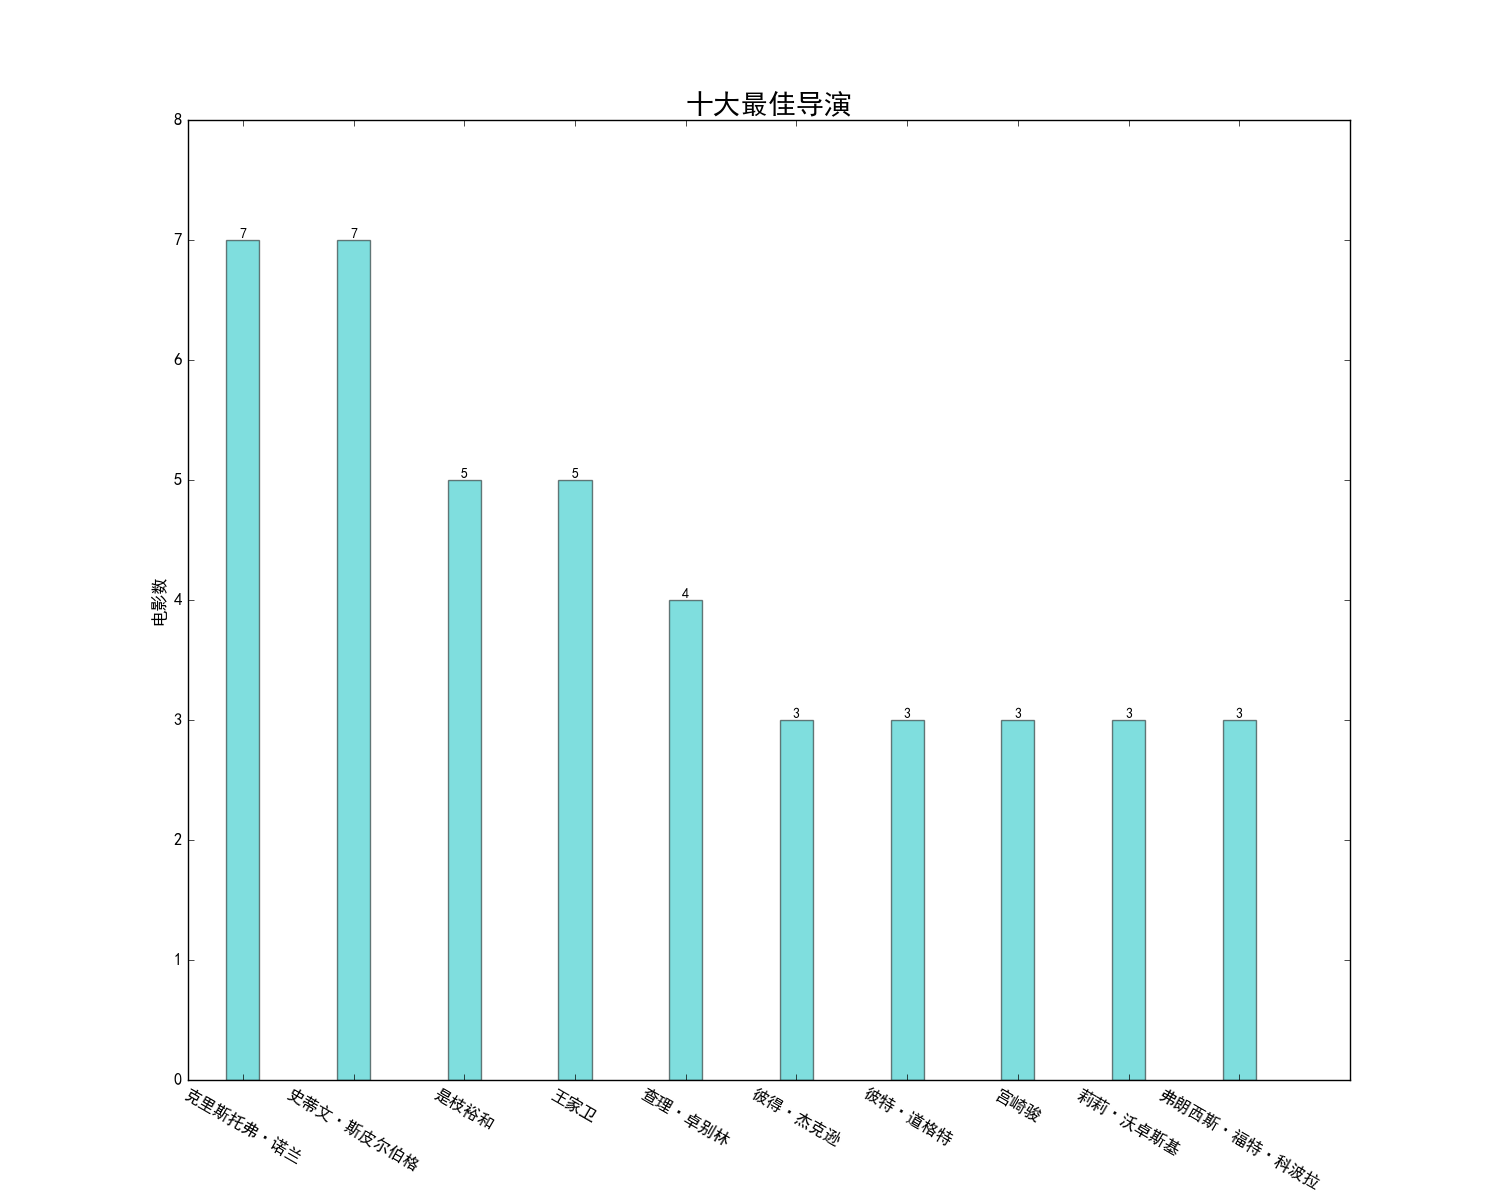 十大最佳导演
8
7
6
5
4
3
2
1
0
电影数
7
7
5
5
4
3
3
3
3
3
克里斯托弗·诺兰
史蒂文·斯皮尔伯格
是枝裕和
王家卫
查理·卓别林
彼得·杰克逊
彼特·道格特
宫崎骏
莉莉·沃卓斯基
弗朗西斯·福特·科波拉